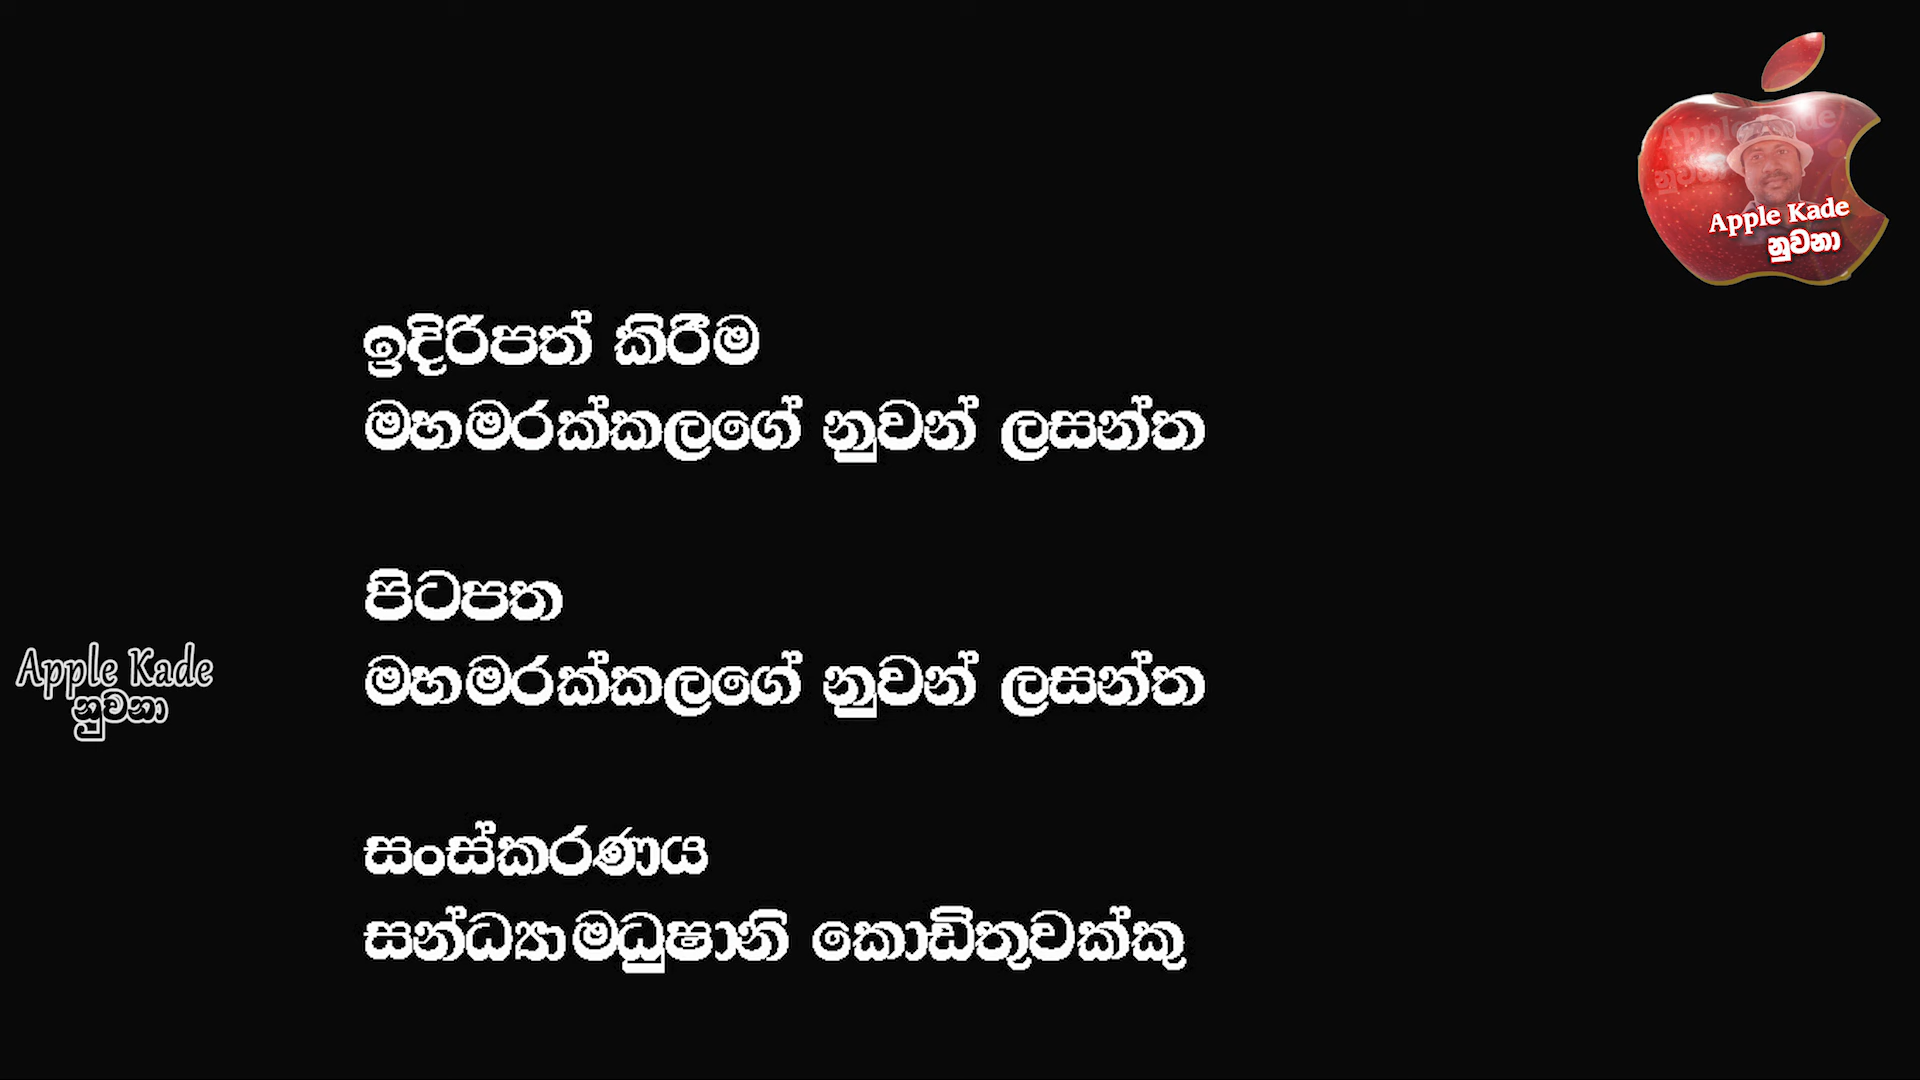 Apple Kade
නුවනා
ඉදිරිපත් කිරීම
මහමරක්කලගේ නුවන් ලසන්ත
පිටපත
මහමරක්කලගේ නුවන් ලසන්ත
Apple Kade
නුවනා
සංස්කරණය
සන්ධ්‍යාමධුෂානි කොඩිතුවක්කු